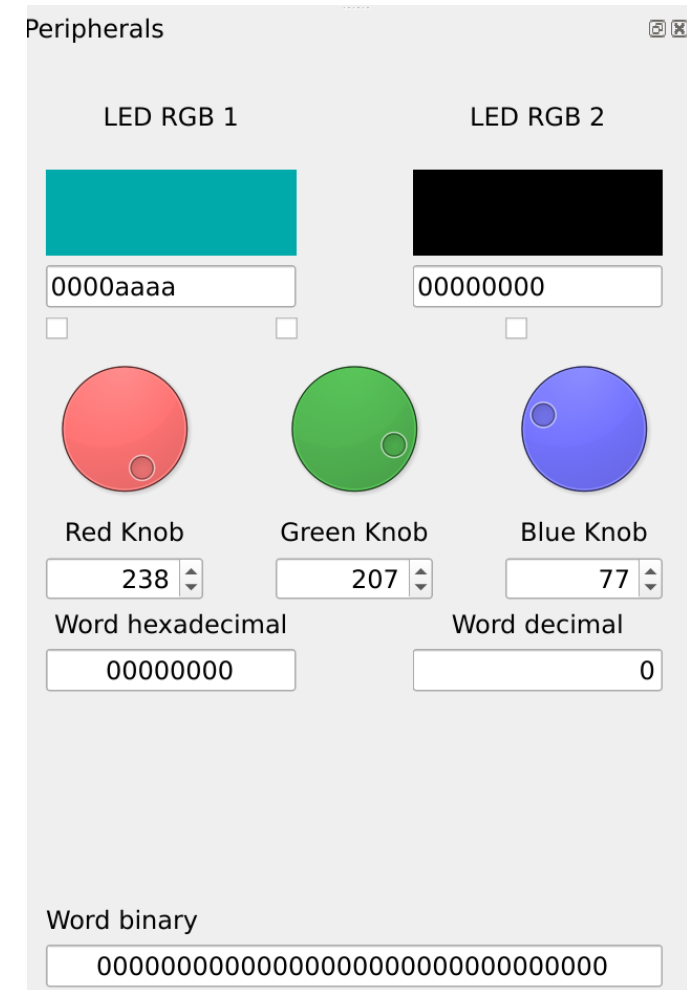 Peripherals
LED RGB 1 LED RGB 2
0000aaaa 00000000
Red Knob Green Knob Blue Knob
238 207 77
Word hexadecimal Word decimal
00000000 0
Word binary
00000000000000000000000000000000